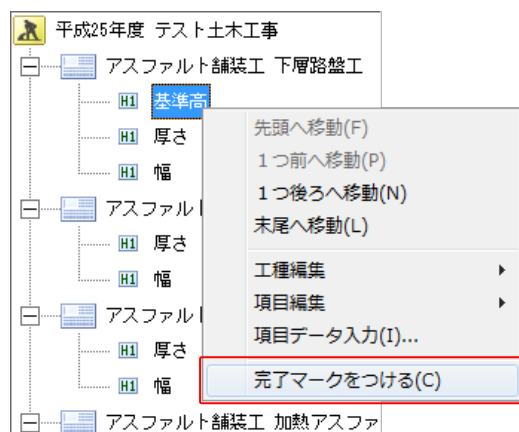 平成25年度 テスト土木工事
アスファルト舗装工 下層路盤工
H1 基準高
H1 厚さ
H1 幅
アスファル
H1 厚さ
H1 幅
アスファル
H1 厚さ
H1 幅
アスファルト舗装工 加熱アスファ
先頭へ移動(F)
1つ前へ移動(P)
1つ後ろへ移動(N)
末尾へ移動(L)
工種編集
項目編集
項目データ入力(I)...
完了マークをつける(C)